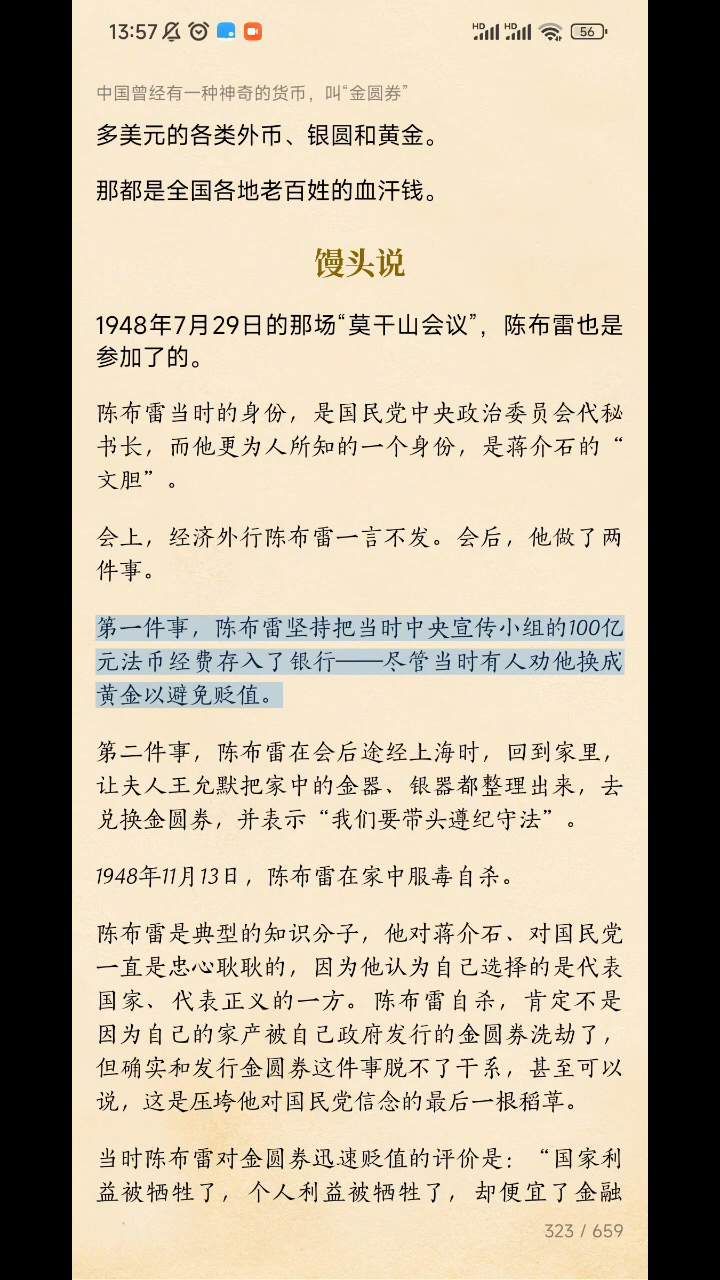 13:57
HD HD 56
中国曾经有一种神奇的货币，叫“金圆券”
多美元的各类外币、银圆和黄金。
那都是全国各地老百姓的血汗钱。
馒头说
1948年7月29日的那场“莫干山会议”，陈布雷也是
参加了的。
陈布雷当时的身份，是国民党中央政治委员会代秘
书长，而他更为人所知的一个身份，是蒋介石的“
文胆”。
会上，经济外行陈布雷一言不发。会后，他做了两
件事。
第一件事，陈布雷坚持把当时中央宣传小组的100亿
元法币经费存入了银行——尽管当时有人劝他换成
黄金以避免贬值。
第二件事，陈布雷在会后途经上海时，回到家里，
让夫人王允默把家中的金器、银器都整理出来，去
兑换金圆券，并表示“我们要带头遵纪守法”。
1948年11月13日，陈布雷在家中服毒自杀。
陈布雷是典型的知识分子，他对蒋介石、对国民党
一直是忠心耿耿的，因为他认为自己选择的是代表
国家、代表正义的一方。陈布雷自杀，肯定不是
因为自己的家产被自己政府发行的金圆券洗劫了，
但确实和发行金圆券这件事脱不了干系，甚至可以
说，这是压垮他对国民党信念的最后一根稻草。
当时陈布雷对金圆券迅速贬值的评价是：“国家利
益被牺牲了，个人利益被牺牲了，却便宜了金融
323 / 659